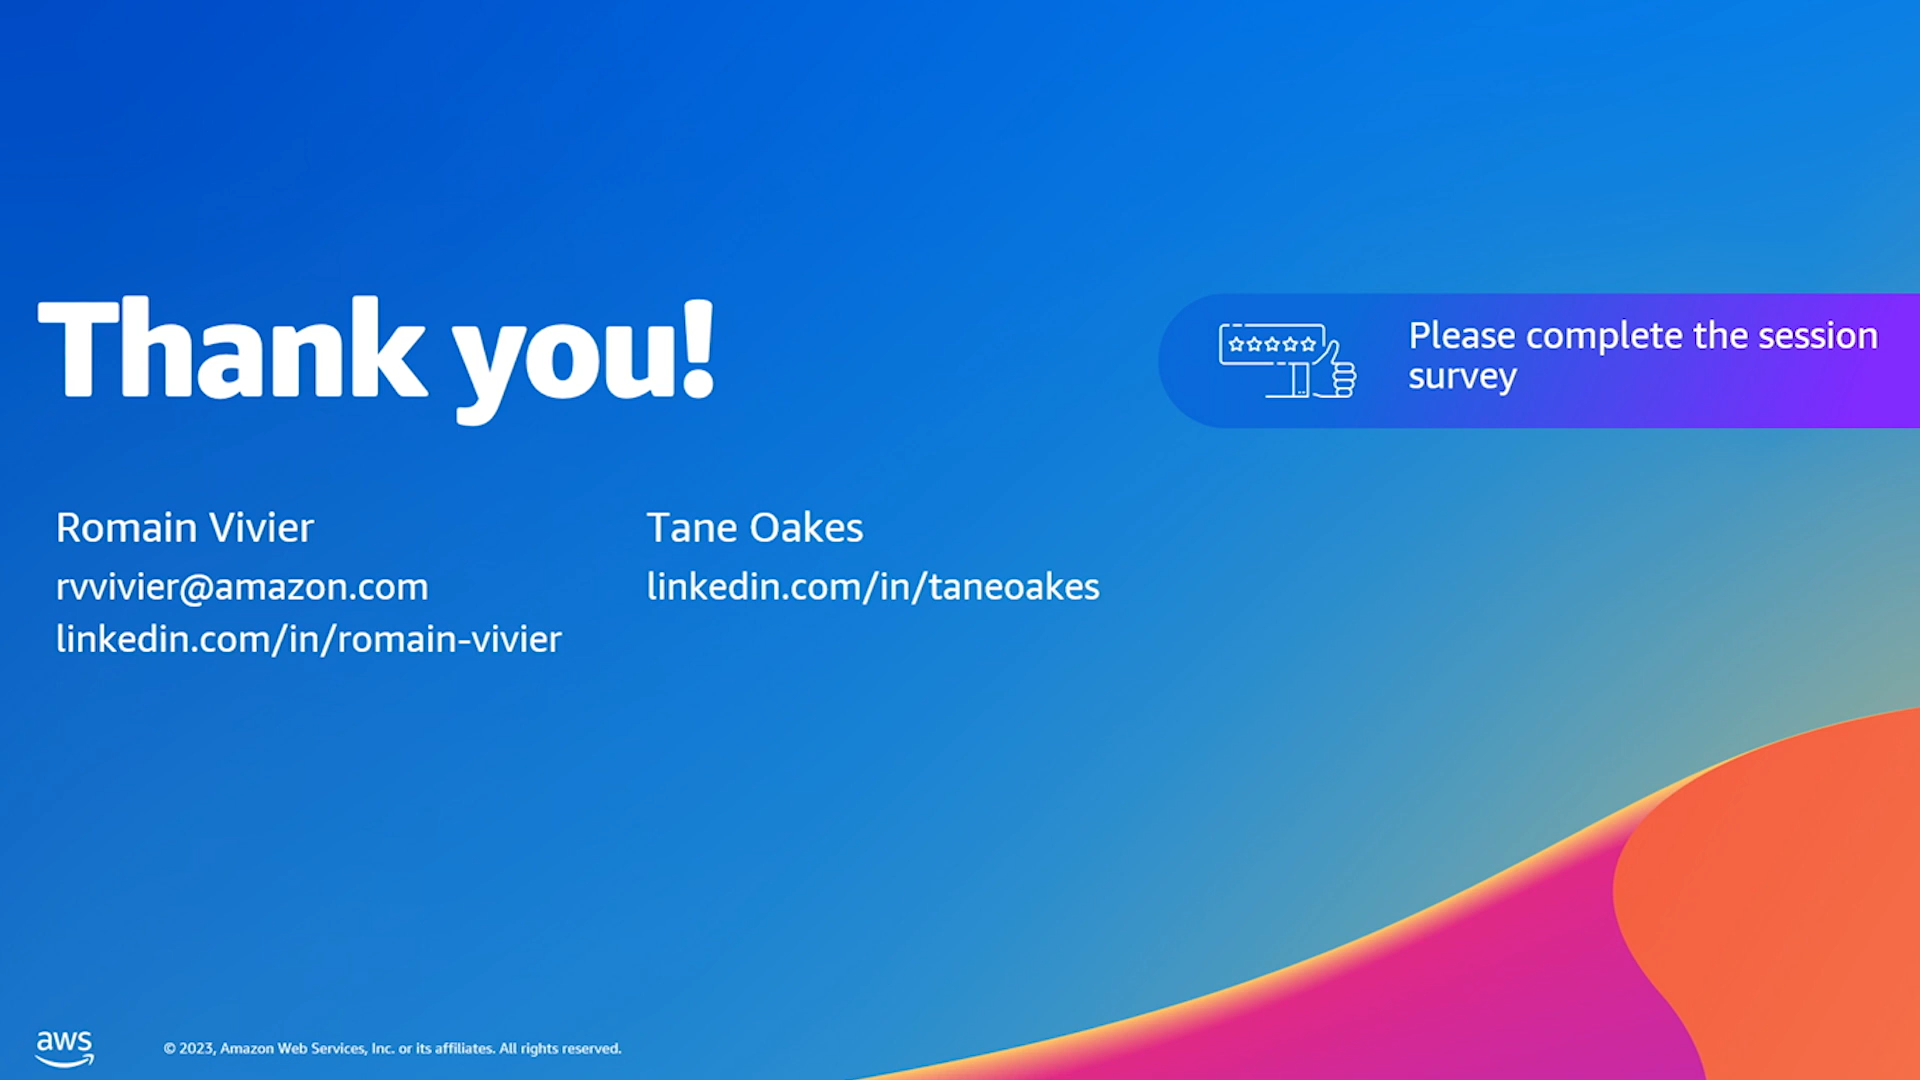 Thank you!
Please complete the session
survey
Romain Vivier
rvvivier@amazon.com
linkedin.com/in/romain-vivier
Tane Oakes
linkedin.com/in/taneoakes
aws
© 2023, Amazon Web Services, Inc. or its affiliates. All rights reserved.